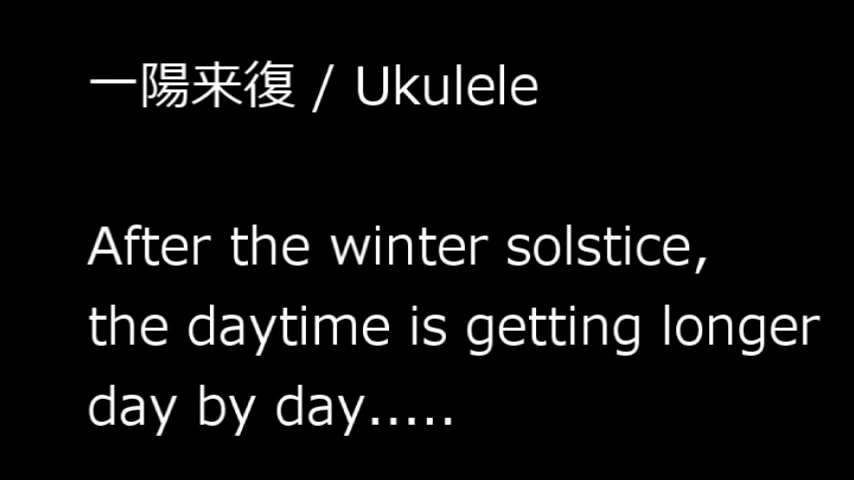 一陽来復 / Ukulele
After the winter solstice,
the daytime is getting longer
day by day.....